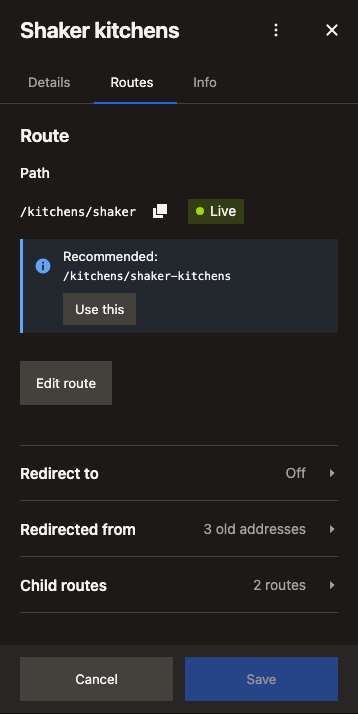 Shaker kitchens
Details Routes Info
Route
Path
/kitchens/shaker Live
Recommended:
/kitchens/shaker-kitchens
Use this
Edit route
Redirect to Off
Redirected from 3 old addresses
Child routes 2 routes
Cancel Save